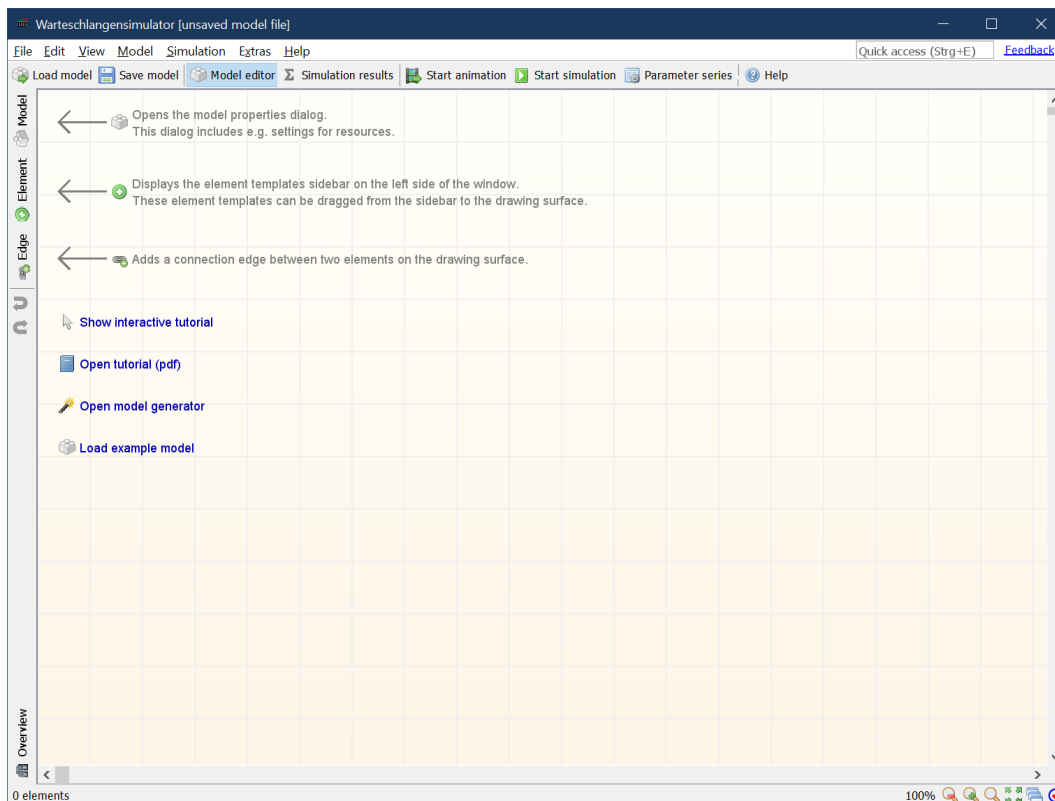 Warteschlangensimulator [unsaved model file]
File Edit View Model Simulation Extras Help
Quick access (Strg+E)
Feedback
Load model Save model Model editor Simulation results Start animation Start simulation Parameter series Help
Model
Element
Edge
Opens the model properties dialog.
This dialog includes e.g. settings for resources.
Displays the element templates sidebar on the left side of the window.
These element templates can be dragged from the sidebar to the drawing surface.
Adds a connection edge between two elements on the drawing surface.
Show interactive tutorial
Open tutorial (pdf)
Open model generator
Load example model
Overview
0 elements
100%